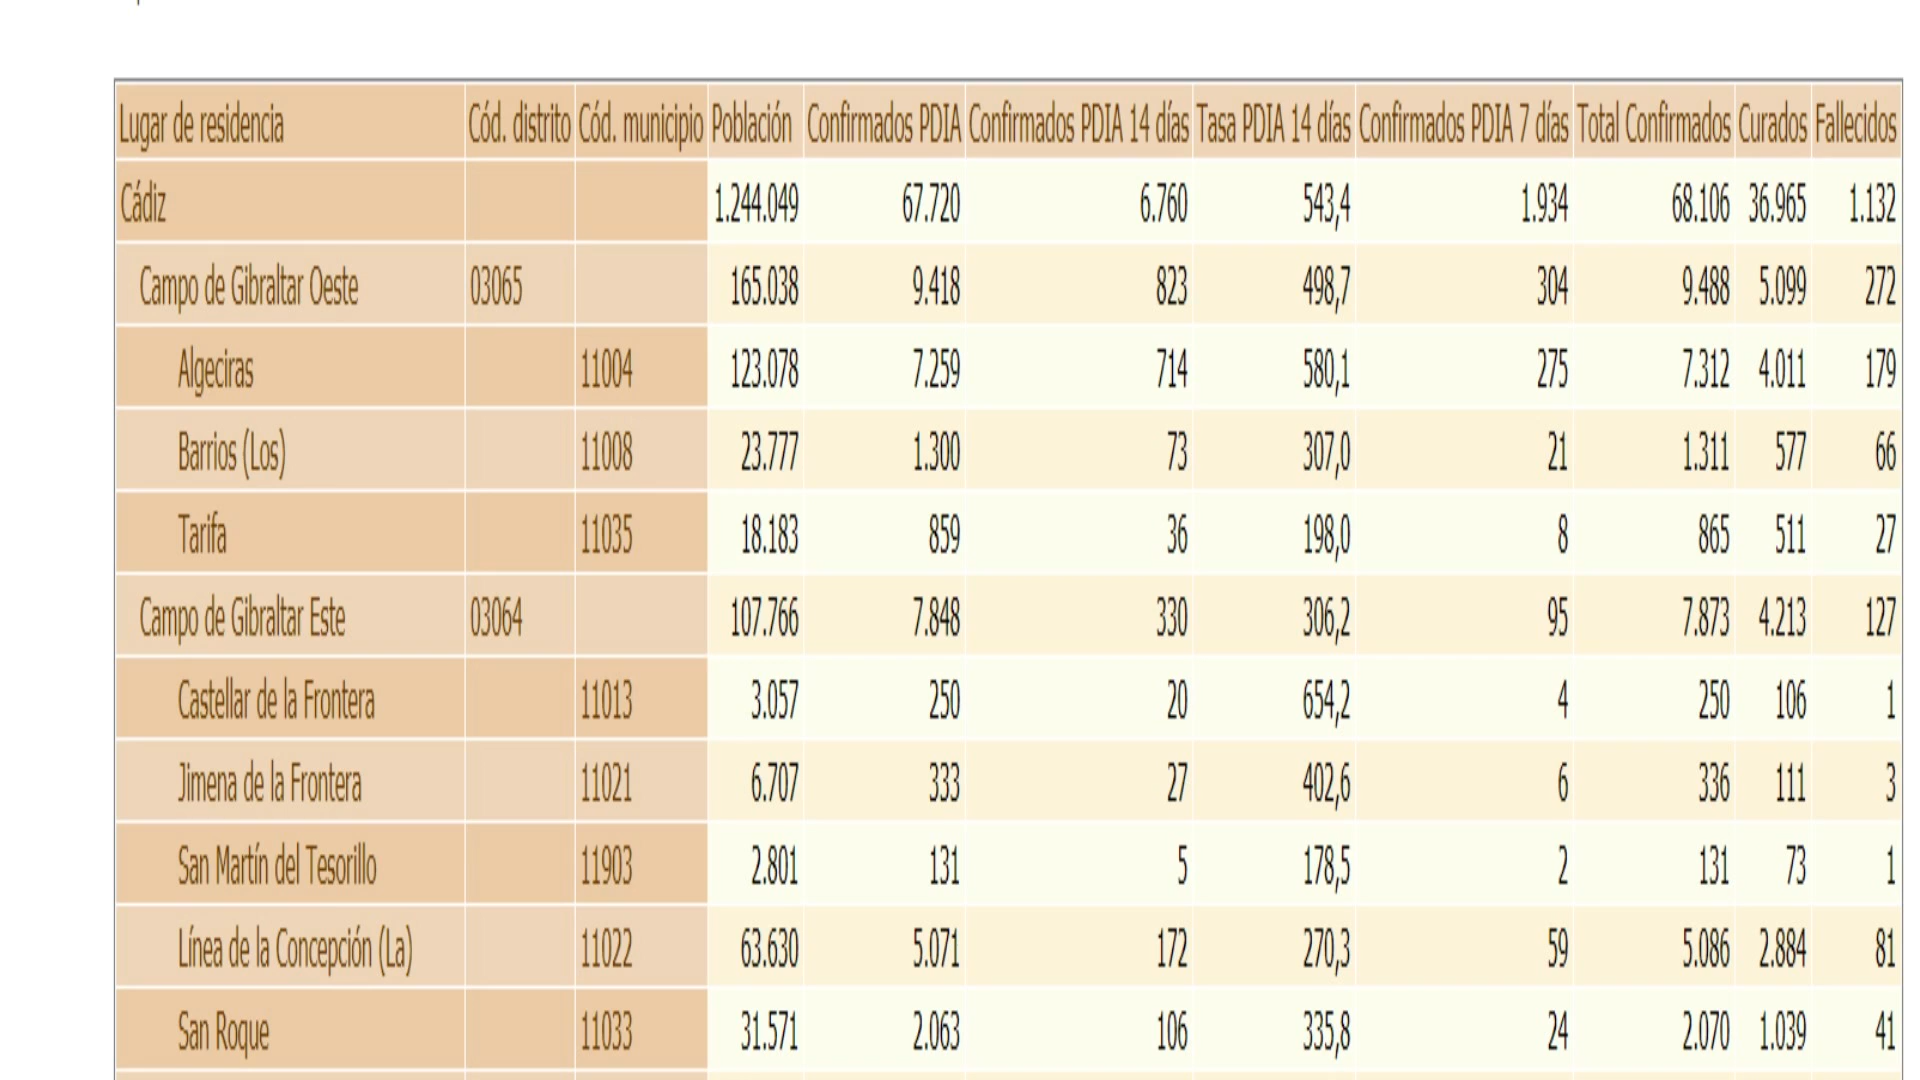 Lugar de residencia Cód. distrito Cód. municipio Población Confirmados PDIA Confirmados PDIA 14 días Tasa PDIA 14 días Confirmados PDIA 7 días Total Confirmados Curados Fallecidos
Cádiz 1.244.049 67.720 6.760 543,4 1.934 68.106 36.965 1.132
Campo de Gibraltar Oeste 03065 165.038 9.418 823 498,7 304 9.488 5.099 272
Algeciras 11004 123.078 7.259 714 580,1 275 7.312 4.011 179
Barrios (Los) 11008 23.777 1.300 73 307,0 21 1.311 577 66
Tarifa 11035 18.183 859 36 198,0 8 865 511 27
Campo de Gibraltar Este 03064 107.766 7.848 330 306,2 95 7.873 4.213 127
Castellar de la Frontera 11013 3.057 250 20 654,2 4 250 106 1
Jimena de la Frontera 11021 6.707 333 27 402,6 6 336 111 3
San Martín del Tesorillo 11903 2.801 131 5 178,5 2 131 73 1
Línea de la Concepción (La) 11022 63.630 5.071 172 270,3 59 5.086 2.884 81
San Roque 11033 31.571 2.063 106 335,8 24 2.070 1.039 41